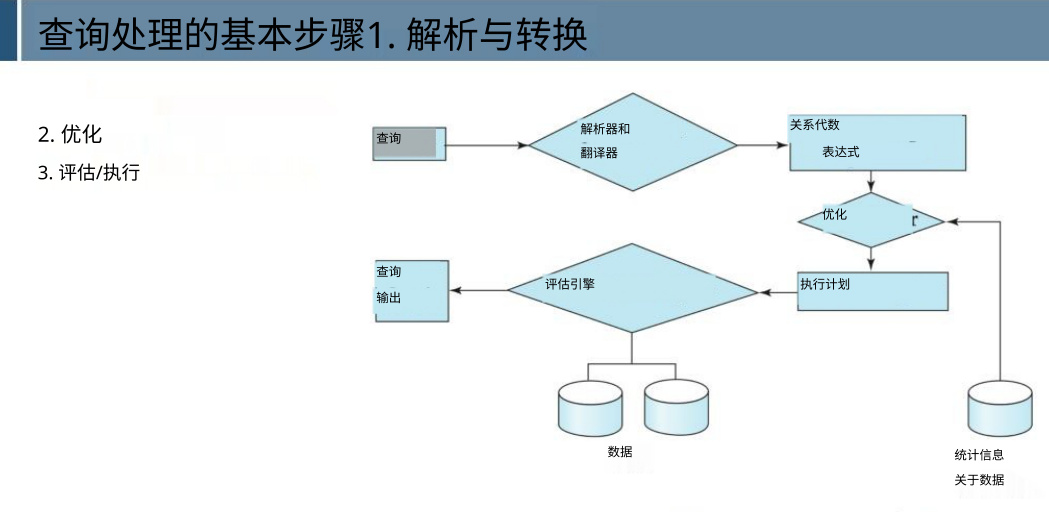 查询处理的基本步骤1. 解析与转换
2. 优化
3. 评估/执行
查询
解析器和
翻译器
关系代数
表达式
优化 r
执行计划
评估引擎
查询
输出
数据
统计信息
关于数据